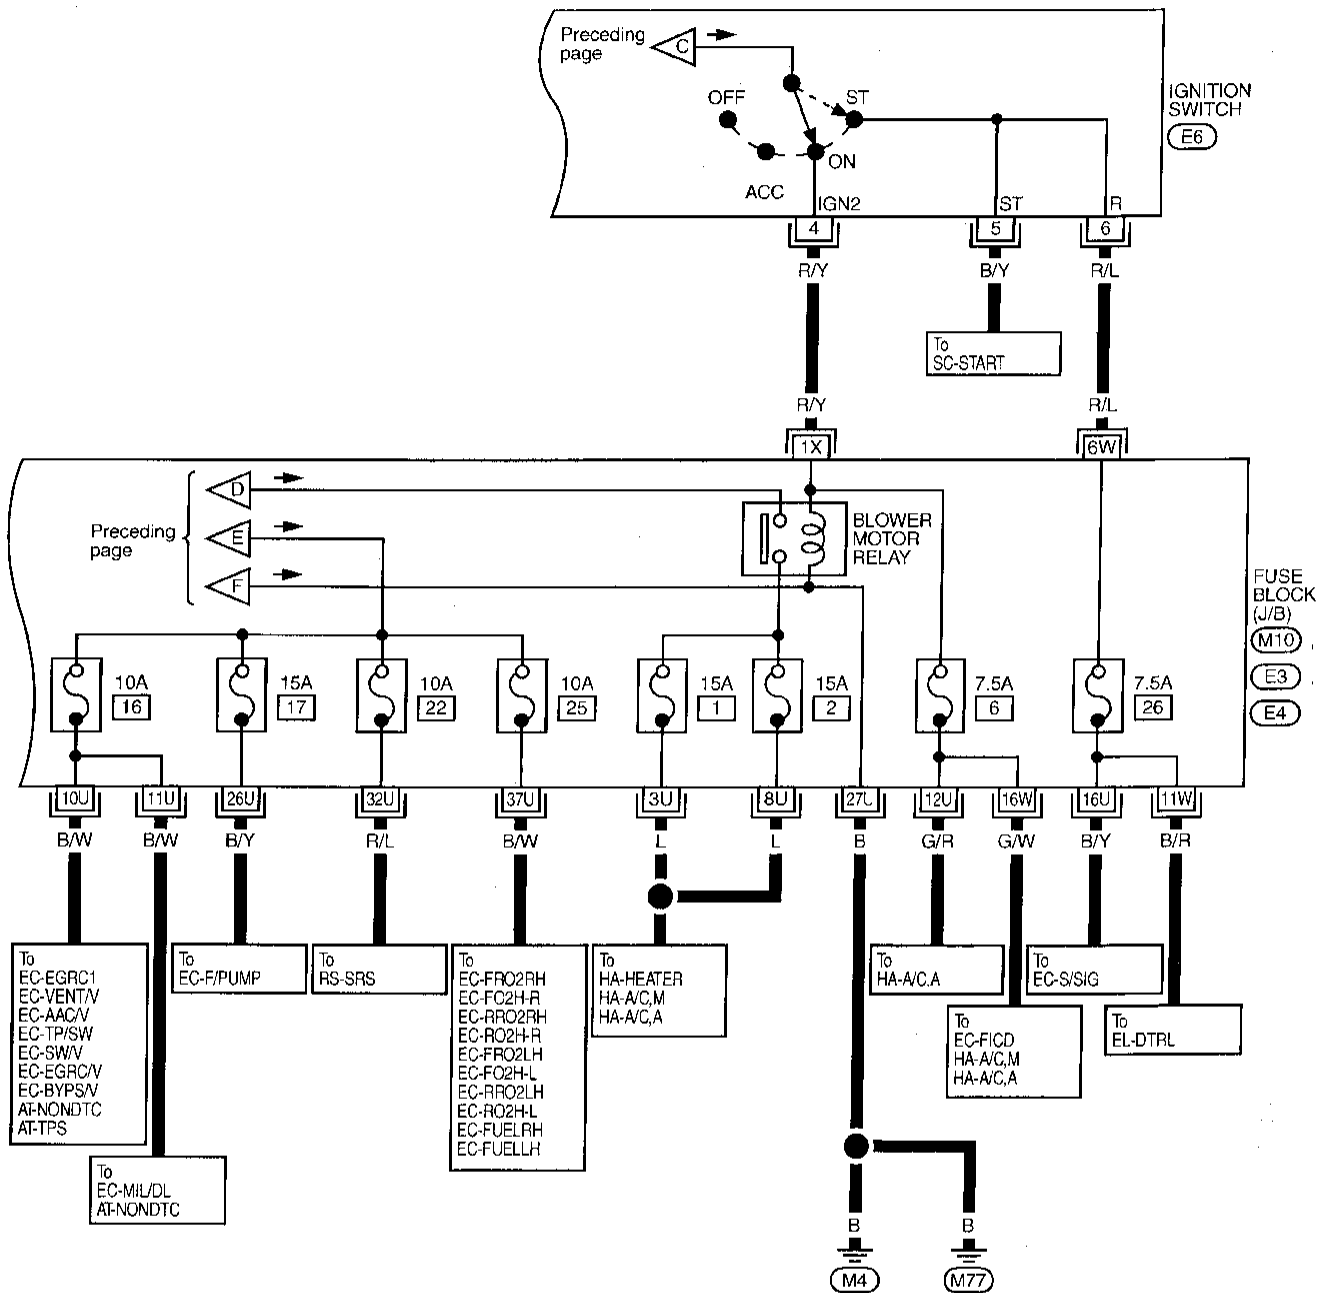 Preceding
page
C
OFF
ST
ON
ACC
IGN2
ST
R
IGNITION
SWITCH
E6
4
5
6
R/Y
B/Y
R/L
To
SC-START
R/Y
R/L
1X
6W
Preceding
page
D
E
F
BLOWER
MOTOR
RELAY
FUSE
BLOCK
(J/B)
M10
E3
E4
10A
16
15A
17
10A
22
10A
25
15A
1
15A
2
7.5A
6
7.5A
26
10U
11U
26U
32U
37U
3U
8U
27U
12U
16W
16U
11W
B/W
B/W
B/Y
R/L
B/W
L
L
B
G/R
G/W
B/Y
B/R
To
EC-EGRC1
EC-VENT/V
EC-AAC/V
EC-TP/SW
EC-SW/V
EC-EGRC/V
EC-BYPS/V
AT-NONDTC
AT-TPS
To
EC-MIL/DL
AT-NONDTC
To
EC-F/PUMP
To
RS-SRS
To
EC-FRO2RH
EC-FO2H-R
EC-RRO2RH
EC-RO2H-R
EC-FRO2LH
EC-FO2H-L
EC-RRO2LH
EC-RO2H-L
EC-FUELRH
EC-FUELLH
To
HA-HEATER
HA-A/C,M
HA-A/C,A
To
HA-A/C.A
To
EC-FICD
HA-A/C,M
HA-A/C,A
To
EC-S/SIG
To
EL-DTRL
B
B
M4
M77